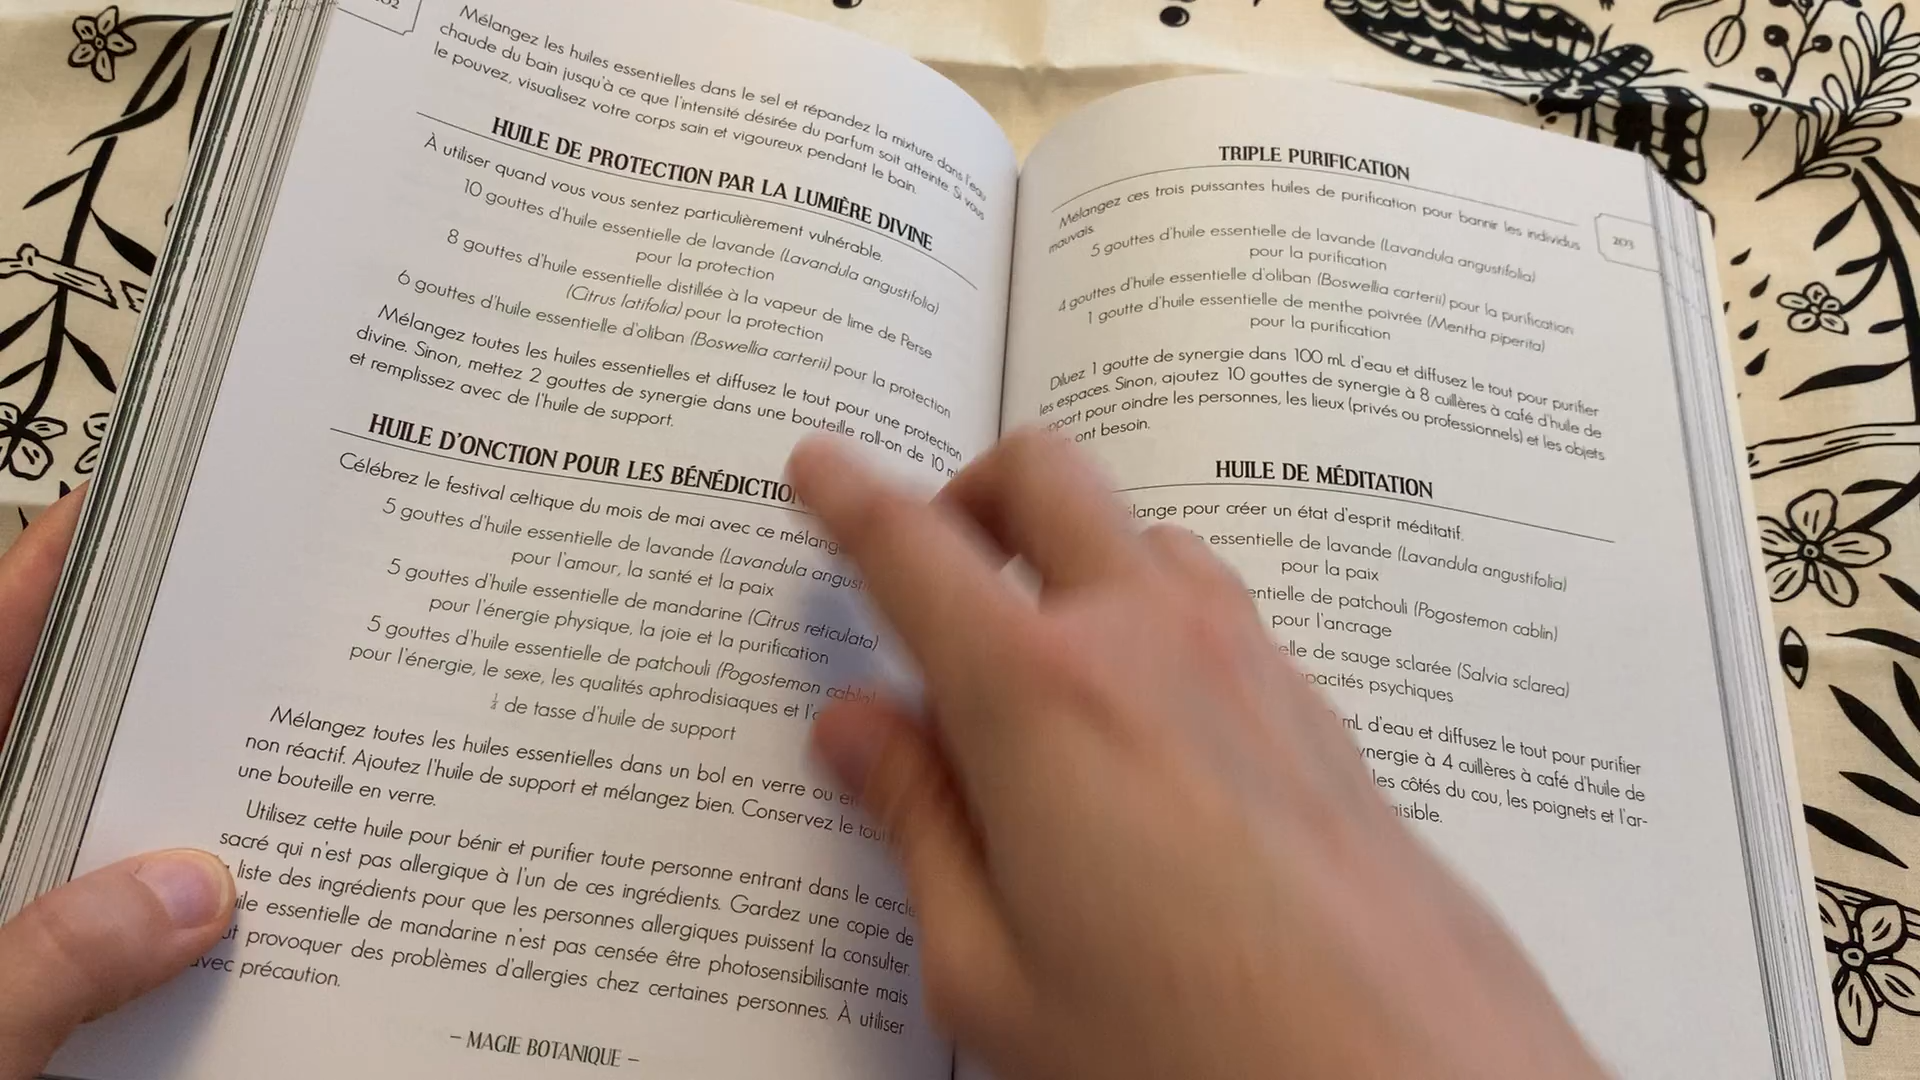 Mélangez les huiles essentielles dans le sel et répandez la mixture dans l'eau
chaude du bain jusqu'à ce que l'intensité désirée du parfum soit atteinte. Si vous
le pouvez, visualisez votre corps sain et vigoureux pendant le bain.
HUILE DE PROTECTION PAR LA LUMIÈRE DIVINE
À utiliser quand vous vous sentez particulièrement vulnérable.
10 gouttes d'huile essentielle de lavande (Lavandula angustifolia)
pour la protection
8 gouttes d'huile essentielle distillée à la vapeur de lime de Perse
(Citrus latifolia) pour la protection
6 gouttes d'huile essentielle d'oliban (Boswellia carterii) pour la protection
Mélangez toutes les huiles essentielles et diffusez le tout pour une protection
divine. Sinon, mettez 2 gouttes de synergie dans une bouteille roll-on de 10 mL
et remplissez avec de l'huile de support.
HUILE D'ONCTION POUR LES
Célébrez le festival celtique du mois de mai avec ce
5 gouttes d'huile essentielle de lavande (Lavandula
pour l'amour, la santé et la paix
5 gouttes d'huile essentielle de mandarine (Citrus reticulata)
pour l'énergie physique, la joie et la purification
5 gouttes d'huile essentielle de patchouli (Pogostemon cablin)
pour l'énergie, le sexe, les qualités aphrodisiaques et
¼ de tasse d'huile de support
Mélangez toutes les huiles essentielles dans un bol en verre ou en
non réactif. Ajoutez l'huile de support et mélangez bien. Conservez le tout
une bouteille en verre.
Utilisez cette huile pour bénir et purifier toute personne entrant dans le cercle
sacré qui n'est pas allergique à l'un de ces ingrédients. Gardez une copie de
liste des ingrédients pour que les personnes allergiques puissent la consulter.
essentielle de mandarine n'est pas censée être photosensibilisante mais
provoquer des problèmes d'allergies chez certaines personnes. À utiliser
avec précaution.
– MAGIE BOTANIQUE –
TRIPLE PURIFICATION
Mélangez ces trois puissantes huiles de purification pour bannir les individus
mauvais.
203
5 gouttes d'huile essentielle de lavande (Lavandula angustifolia)
pour la purification
4 gouttes d'huile essentielle d'oliban (Boswellia carterii) pour la purification
1 goutte d'huile essentielle de menthe poivrée (Mentha piperita)
pour la purification
Diluez 1 goutte de synergie dans 100 mL d'eau et diffusez le tout pour purifier
les espaces. Sinon, ajoutez 10 gouttes de synergie à 8 cuillères à café d'huile de
support pour oindre les personnes, les lieux (privés ou professionnels) et les objets
ont besoin.
HUILE DE MÉDITATION
pour créer un état d'esprit méditatif.
essentielle de lavande (Lavandula angustifolia)
pour la paix
de patchouli (Pogostemon cablin)
pour l'ancrage
de sauge sclarée (Salvia sclarea)
psychiques
mL d'eau et diffusez le tout pour purifier
à 4 cuillères à café d'huile de
les côtés du cou, les poignets et l'ar-